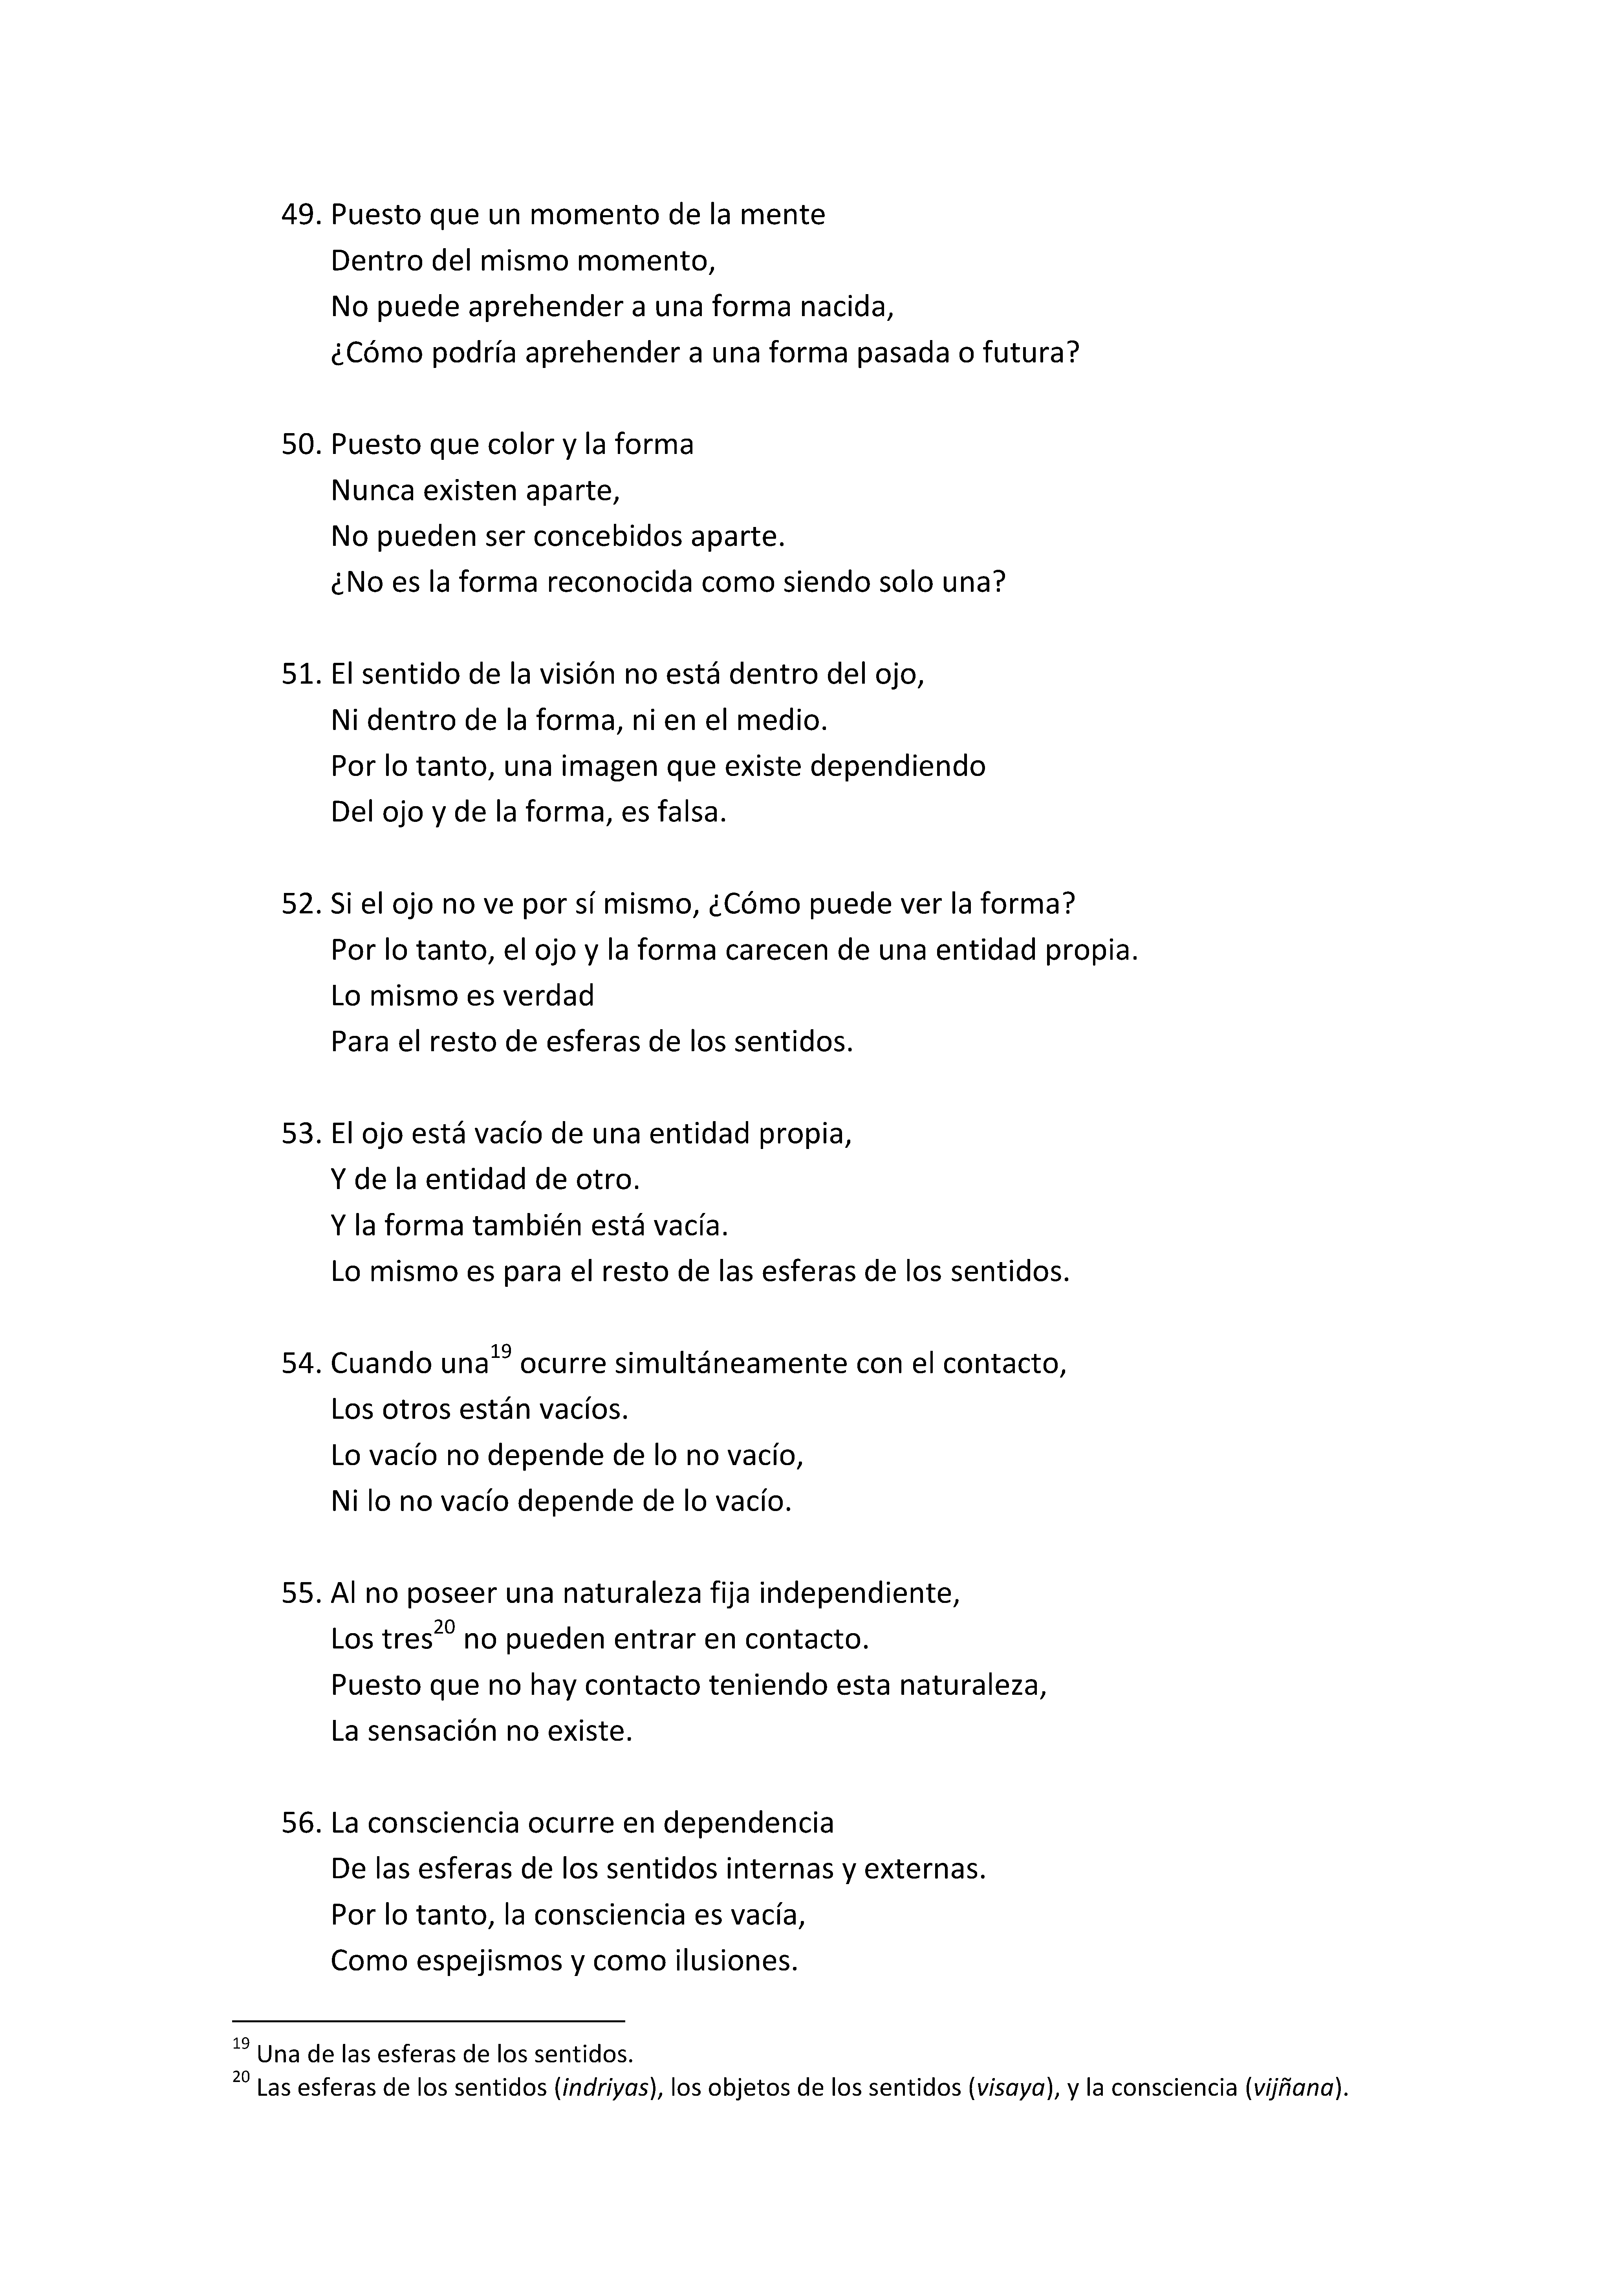 49. Puesto que un momento de la mente
Dentro del mismo momento,
No puede aprehender a una forma nacida,
¿Cómo podría aprehender a una forma pasada o futura?
50. Puesto que color y la forma
Nunca existen aparte,
No pueden ser concebidos aparte.
¿No es la forma reconocida como siendo solo una?
51. El sentido de la visión no está dentro del ojo,
Ni dentro de la forma, ni en el medio.
Por lo tanto, una imagen que existe dependiendo
Del ojo y de la forma, es falsa.
52. Si el ojo no ve por sí mismo, ¿Cómo puede ver la forma?
Por lo tanto, el ojo y la forma carecen de una entidad propia.
Lo mismo es verdad
Para el resto de esferas de los sentidos.
53. El ojo está vacío de una entidad propia,
Y de la entidad de otro.
Y la forma también está vacía.
Lo mismo es para el resto de las esferas de los sentidos.
54. Cuando una19 ocurre simultáneamente con el contacto,
Los otros están vacíos.
Lo vacío no depende de lo no vacío,
Ni lo no vacío depende de lo vacío.
55. Al no poseer una naturaleza fija independiente,
Los tres20 no pueden entrar en contacto.
Puesto que no hay contacto teniendo esta naturaleza,
La sensación no existe.
56. La consciencia ocurre en dependencia
De las esferas de los sentidos internas y externas.
Por lo tanto, la consciencia es vacía,
Como espejismos y como ilusiones.
19 Una de las esferas de los sentidos.
20 Las esferas de los sentidos (indriyas), los objetos de los sentidos (visaya), y la consciencia (vijñana).